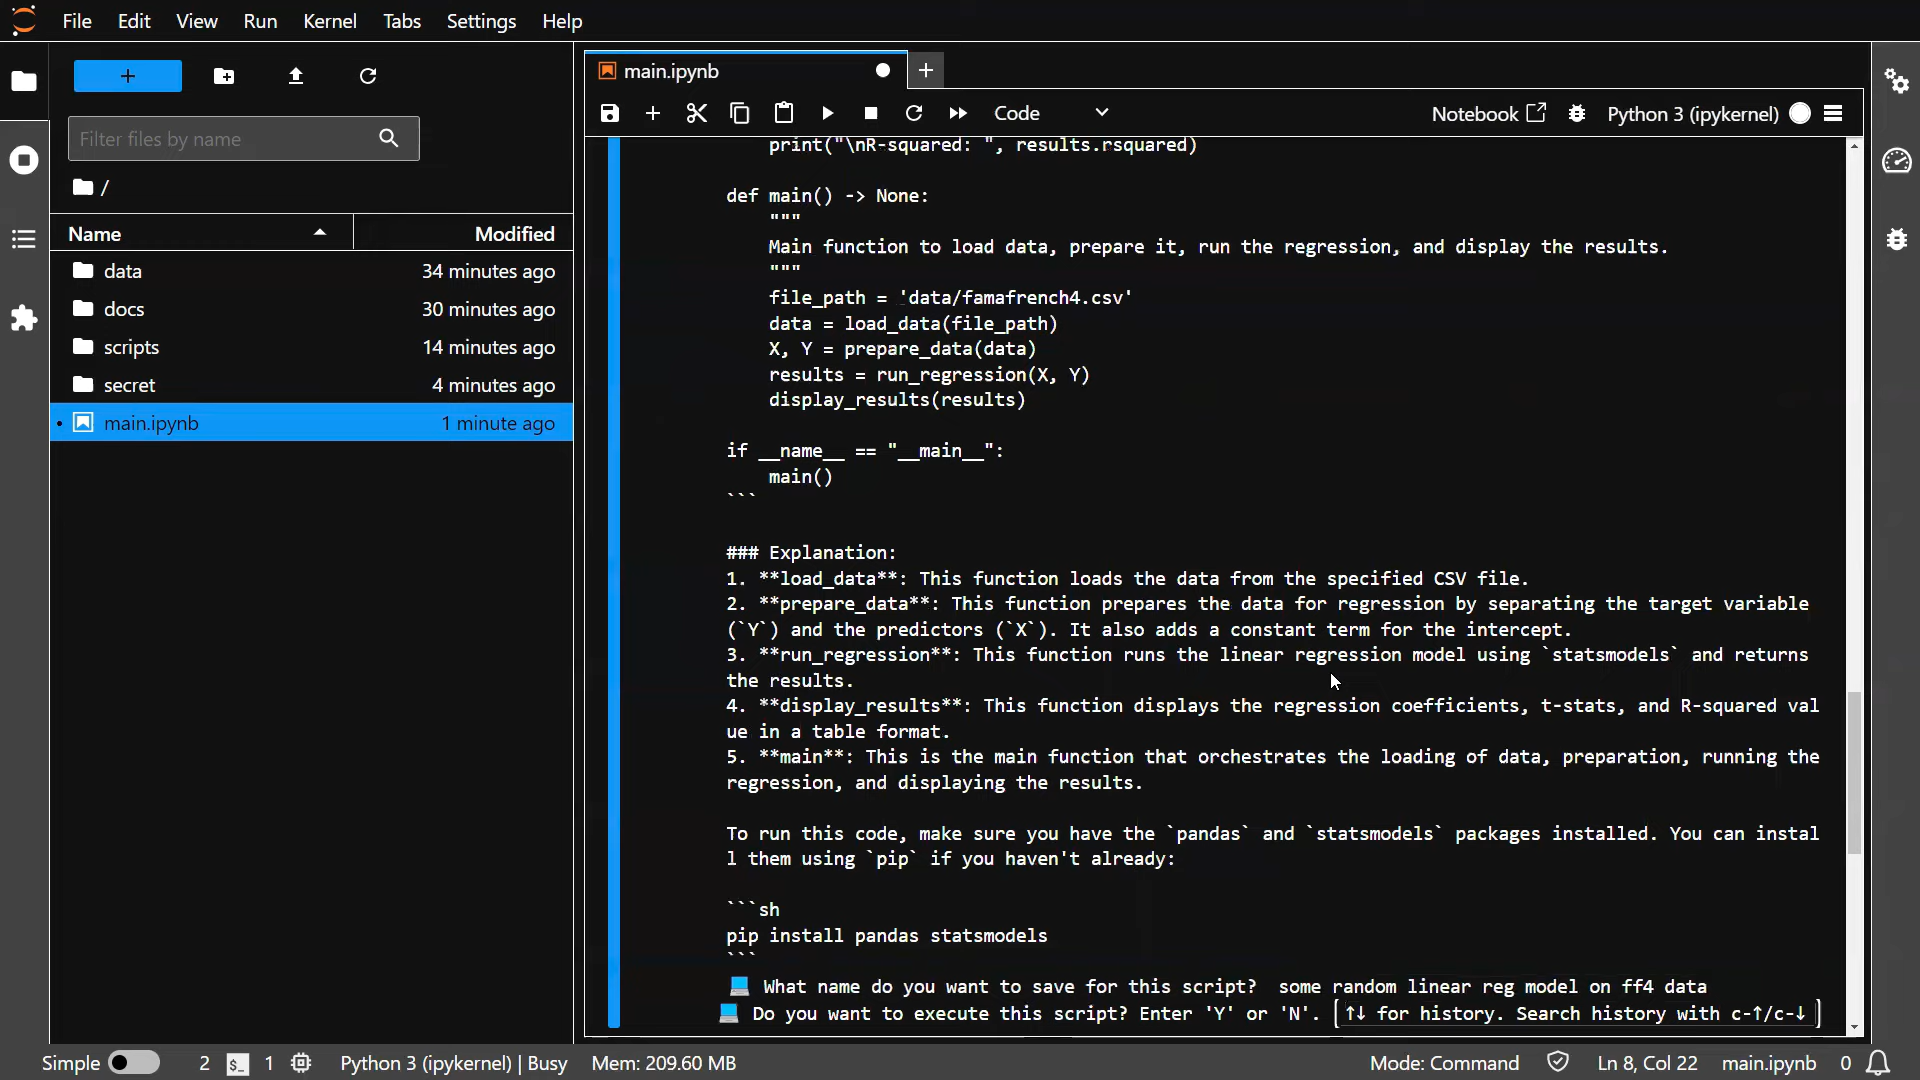 File Edit View Run Kernel Tabs Settings Help
+
Filter files by name
/
Name Modified
data 34 minutes ago
docs 30 minutes ago
scripts 14 minutes ago
secret 4 minutes ago
main.ipynb 1 minute ago
main.ipynb
Code Notebook Python 3 (ipykernel)
print("\nR-squared: ", results.rsquared)
def main() -> None:
"""
Main function to load data, prepare it, run the regression, and display the results.
"""
file_path = 'data/famafrench4.csv'
data = load_data(file_path)
X, Y = prepare_data(data)
results = run_regression(X, Y)
display_results(results)
if __name__ == "__main__":
main()
```
### Explanation:
1. **load_data**: This function loads the data from the specified CSV file.
2. **prepare_data**: This function prepares the data for regression by separating the target variable
(`Y`) and the predictors (`X`). It also adds a constant term for the intercept.
3. **run_regression**: This function runs the linear regression model using `statsmodels` and returns
the results.
4. **display_results**: This function displays the regression coefficients, t-stats, and R-squared val
ue in a table format.
5. **main**: This is the main function that orchestrates the loading of data, preparation, running the
regression, and displaying the results.
To run this code, make sure you have the `pandas` and `statsmodels` packages installed. You can instal
l them using `pip` if you haven't already:
```sh
pip install pandas statsmodels
```
What name do you want to save for this script? some random linear reg model on ff4 data
Do you want to execute this script? Enter 'Y' or 'N'. ↑↓ for history. Search history with c-↑/c-↓
Simple 2 $_ 1 Python 3 (ipykernel) | Busy Mem: 209.60 MB Mode: Command Ln 8, Col 22 main.ipynb 0